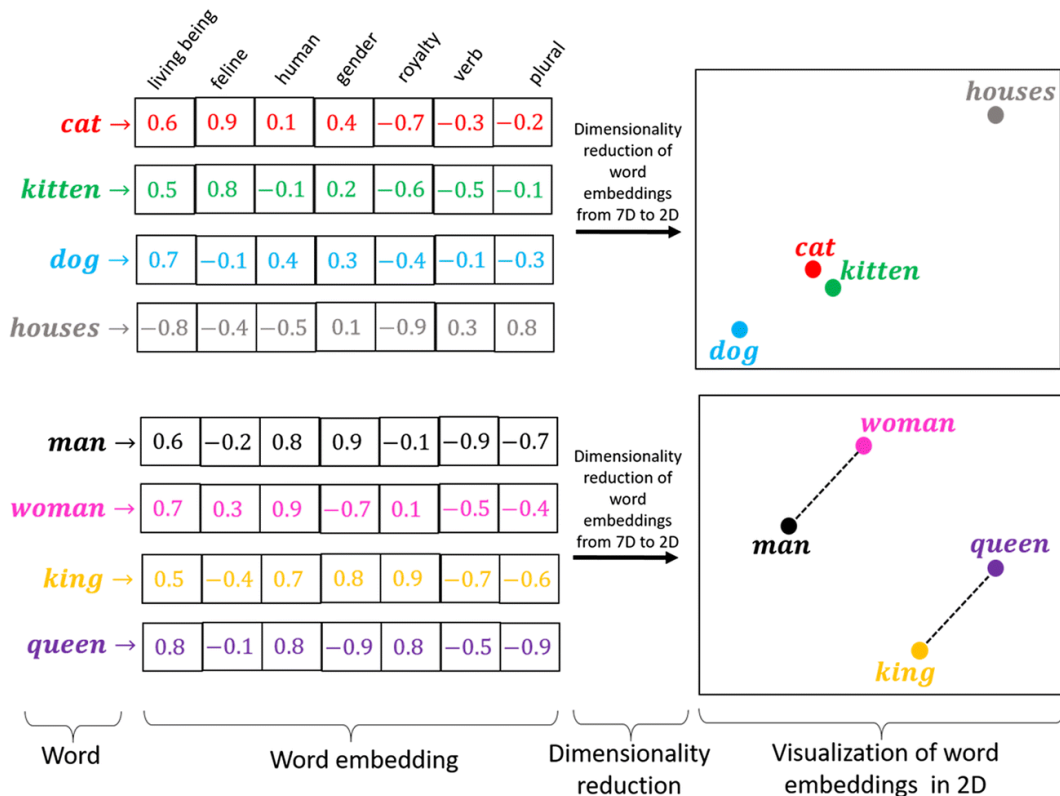 living being feline human gender royalty verb plural
cat → 0.6 0.9 0.1 0.4 −0.7 −0.3 −0.2
kitten → 0.5 0.8 −0.1 0.2 −0.6 −0.5 −0.1
dog → 0.7 −0.1 0.4 0.3 −0.4 −0.1 −0.3
houses → −0.8 −0.4 −0.5 0.1 −0.9 0.3 0.8
Dimensionality
reduction of
word
embeddings
from 7D to 2D
houses
cat
kitten
dog
man → 0.6 −0.2 0.8 0.9 −0.1 −0.9 −0.7
woman → 0.7 0.3 0.9 −0.7 0.1 −0.5 −0.4
king → 0.5 −0.4 0.7 0.8 0.9 −0.7 −0.6
queen → 0.8 −0.1 0.8 −0.9 0.8 −0.5 −0.9
Dimensionality
reduction of
word
embeddings
from 7D to 2D
woman
man
queen
king
Word
Word embedding
Dimensionality
reduction
Visualization of word
embeddings in 2D